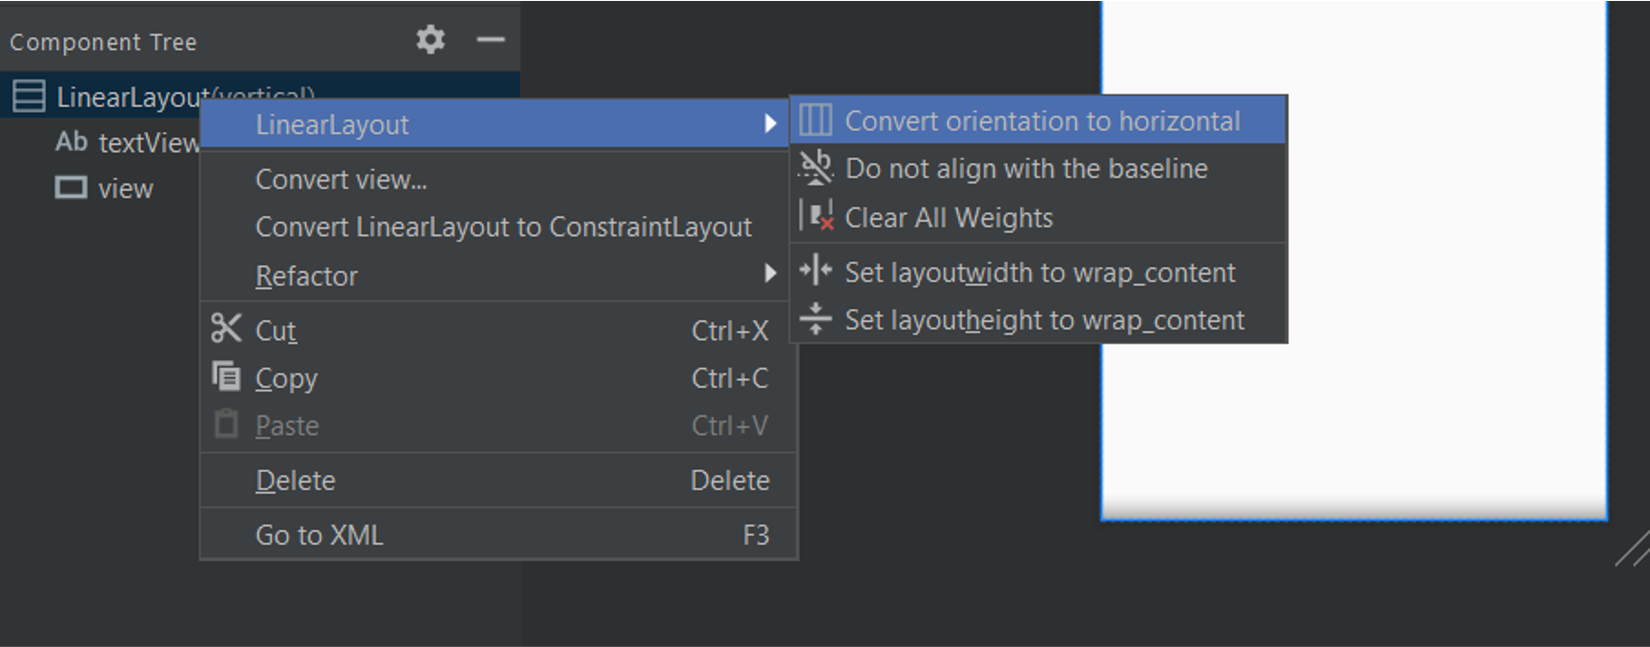 Component Tree
LinearLayout(vertical)
Ab textView
view
LinearLayout
Convert view...
Convert LinearLayout to ConstraintLayout
Refactor
Cut Ctrl+X
Copy Ctrl+C
Paste Ctrl+V
Delete Delete
Go to XML F3
Convert orientation to horizontal
Do not align with the baseline
Clear All Weights
Set layoutwidth to wrap_content
Set layoutheight to wrap_content